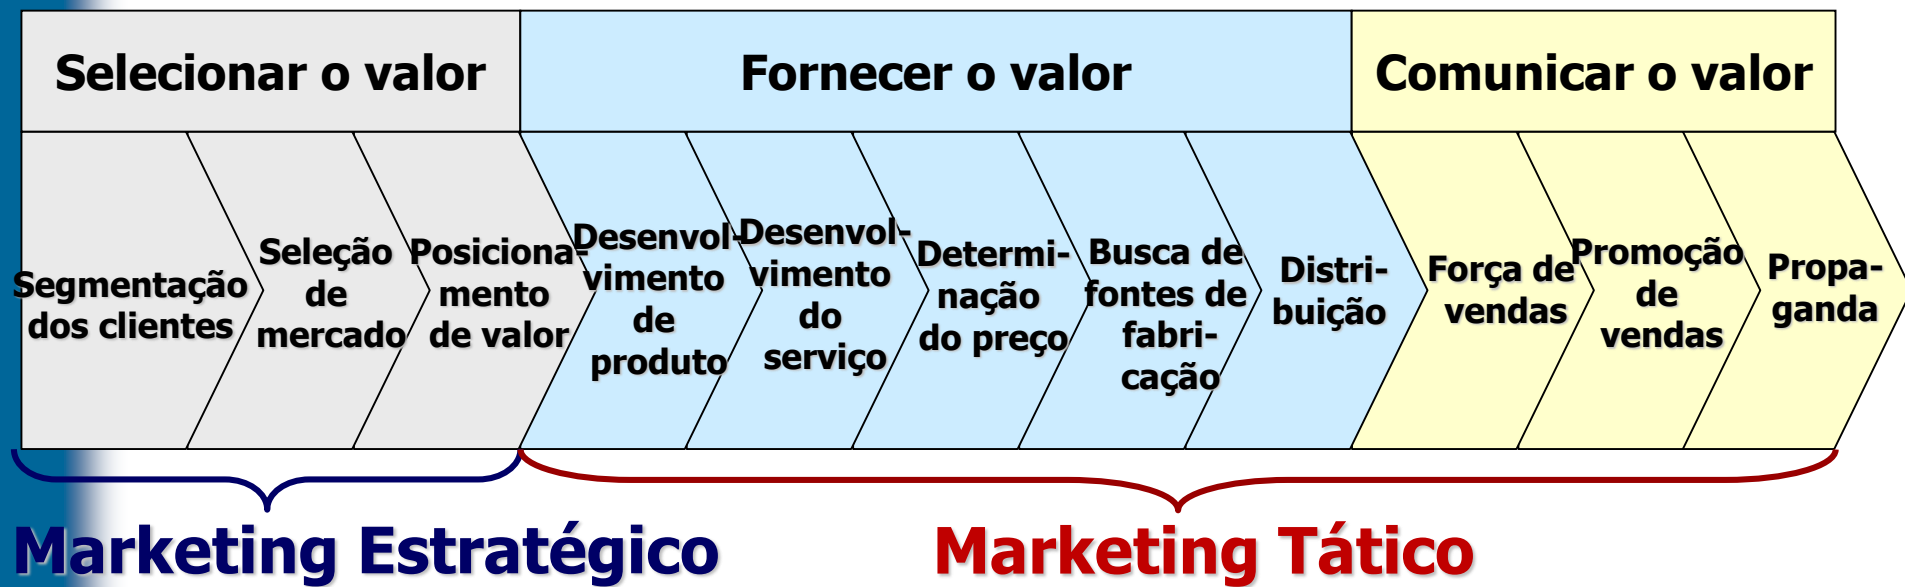 Selecionar o valor
Fornecer o valor
Comunicar o valor
Segmentação
dos clientes
Seleção
de
mercado
Posiciona-
mento
de valor
Desenvol-
vimento
de
produto
Desenvol-
vimento
do
serviço
Determi-
nação
do preço
Busca de
fontes de
fabri-
cação
Distri-
buição
Força de
vendas
Promoção
de
vendas
Propa-
ganda
Marketing Estratégico
Marketing Tático